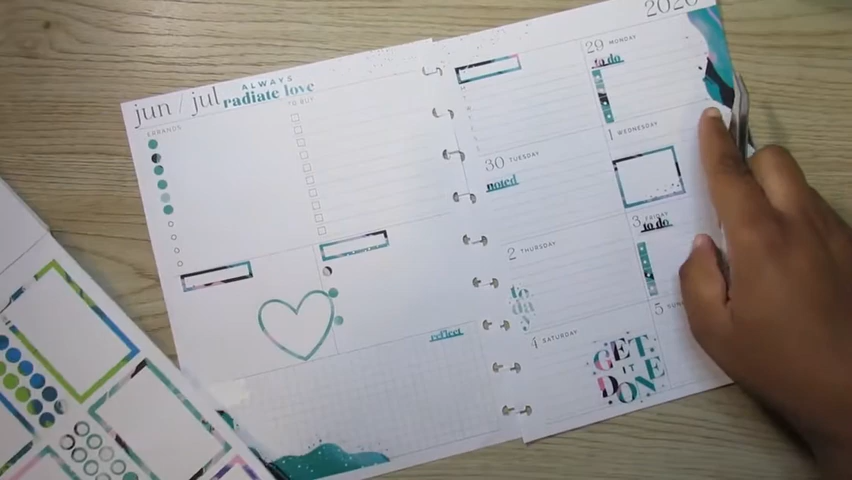 jun / jul
ALWAYS
radiate love
ERRANDS
TO BUY
reflect
2020
29 MONDAY
to do
30 TUESDAY
noted
1 WEDNESDAY
2 THURSDAY
to
da
y
3 FRIDAY
to do
4 SATURDAY
GET
IT
DONE
5